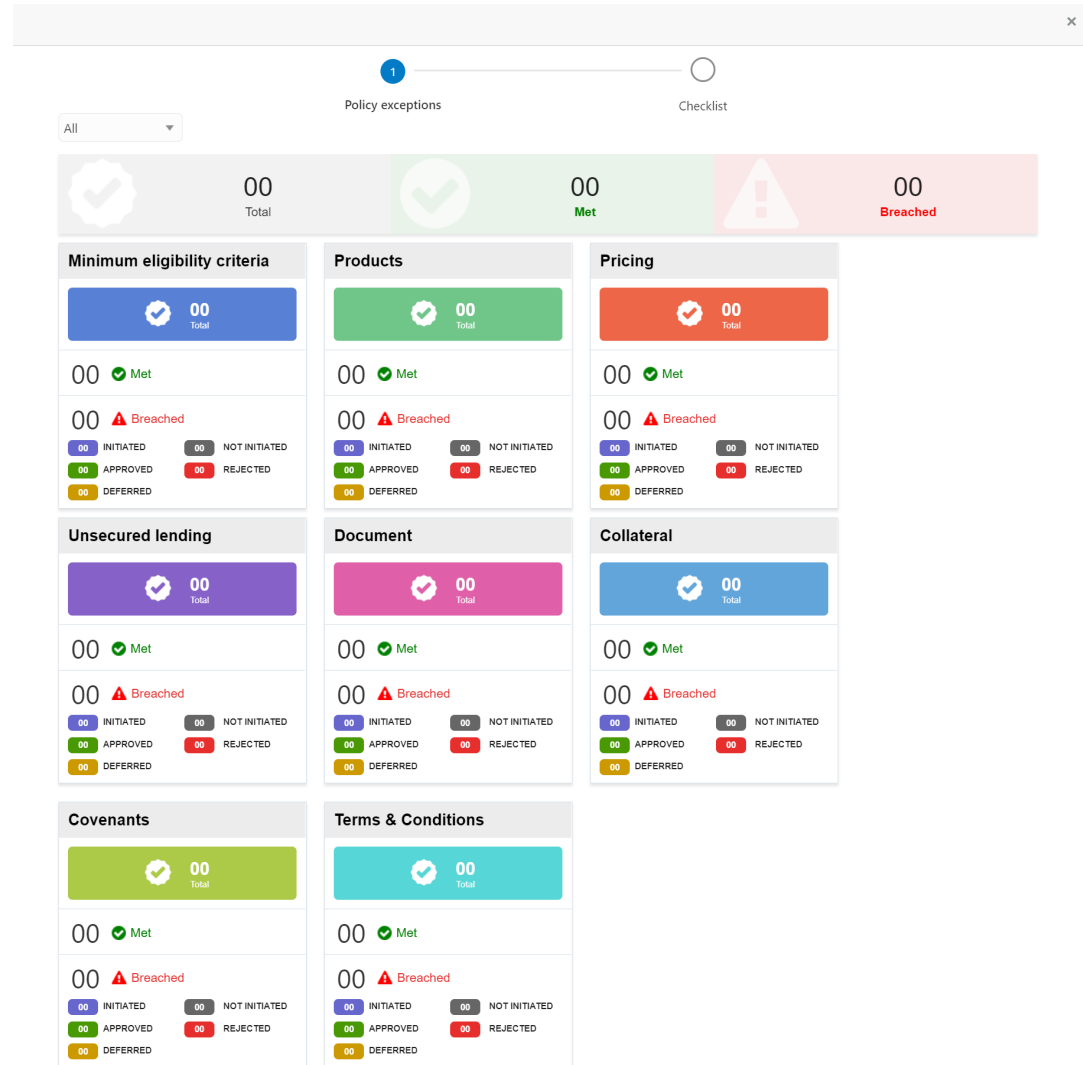 ×
1
Policy exceptions
Checklist
All
00
Total
00
Met
00
Breached
Minimum eligibility criteria
00
Total
00 Met
00 Breached
00 INITIATED 00 NOT INITIATED
00 APPROVED 00 REJECTED
00 DEFERRED
Products
00
Total
00 Met
00 Breached
00 INITIATED 00 NOT INITIATED
00 APPROVED 00 REJECTED
00 DEFERRED
Pricing
00
Total
00 Met
00 Breached
00 INITIATED 00 NOT INITIATED
00 APPROVED 00 REJECTED
00 DEFERRED
Unsecured lending
00
Total
00 Met
00 Breached
00 INITIATED 00 NOT INITIATED
00 APPROVED 00 REJECTED
00 DEFERRED
Document
00
Total
00 Met
00 Breached
00 INITIATED 00 NOT INITIATED
00 APPROVED 00 REJECTED
00 DEFERRED
Collateral
00
Total
00 Met
00 Breached
00 INITIATED 00 NOT INITIATED
00 APPROVED 00 REJECTED
00 DEFERRED
Covenants
00
Total
00 Met
00 Breached
00 INITIATED 00 NOT INITIATED
00 APPROVED 00 REJECTED
00 DEFERRED
Terms & Conditions
00
Total
00 Met
00 Breached
00 INITIATED 00 NOT INITIATED
00 APPROVED 00 REJECTED
00 DEFERRED